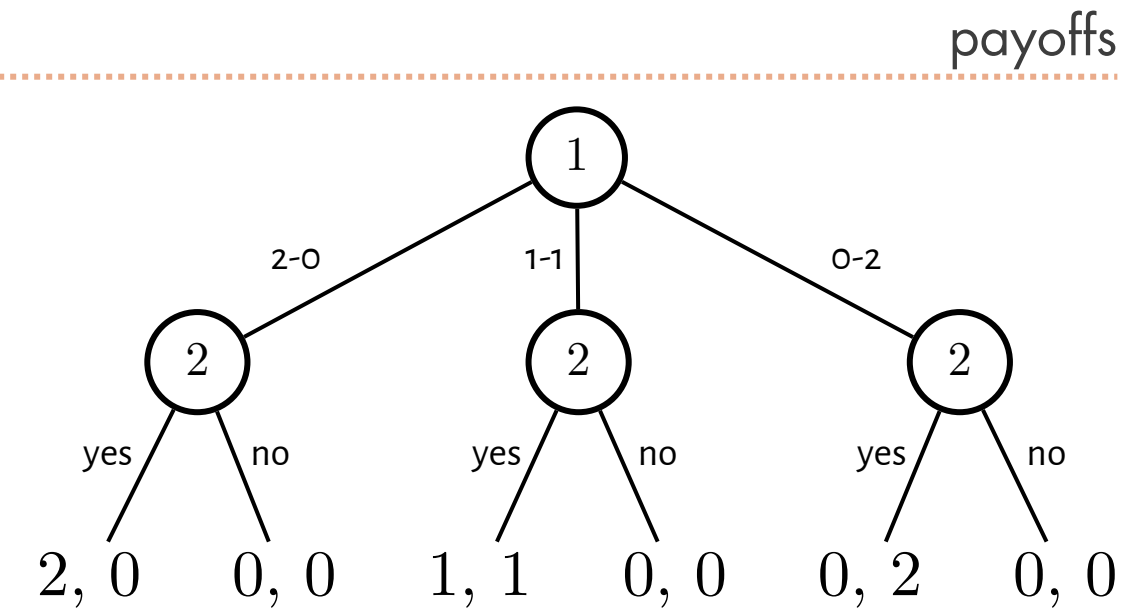 payoffs
1
2-0 1-1 0-2
2 2 2
yes no yes no yes no
2, 0 0, 0 1, 1 0, 0 0, 2 0, 0